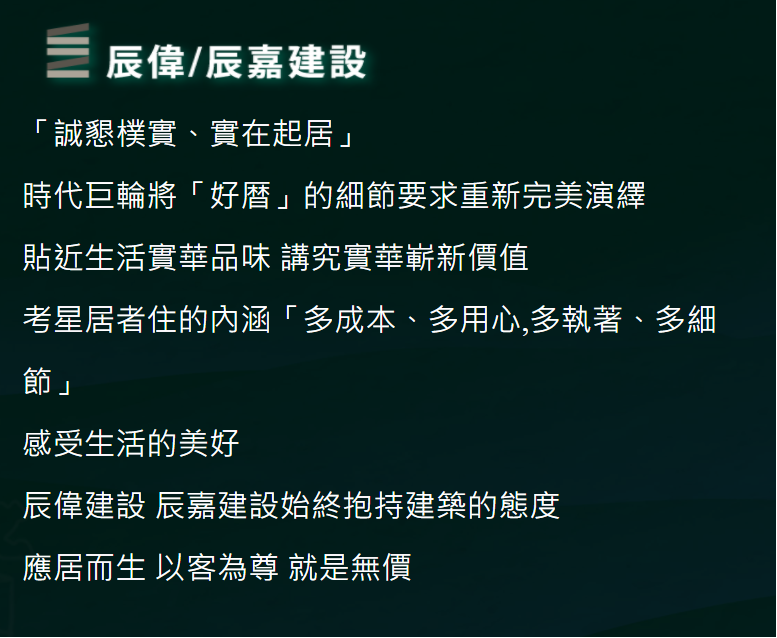 辰偉/辰嘉建設
「誠懇樸實、實在起居」
時代巨輪將「好曆」的細節要求重新完美演繹
貼近生活實華品味 講究實華嶄新價值
考星居者住的內涵「多成本、多用心,多執著、多細
節」
感受生活的美好
辰偉建設 辰嘉建設始終抱持建築的態度
應居而生 以客為尊 就是無價